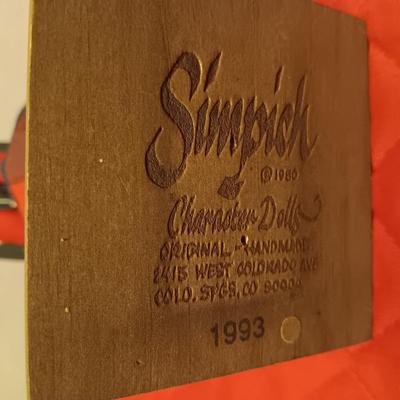 Simpich
©1980
Character Dolls
ORIGINAL - HANDMADE
2415 WEST COLORADO AVE
COLO. SPGS, CO 80904
1993